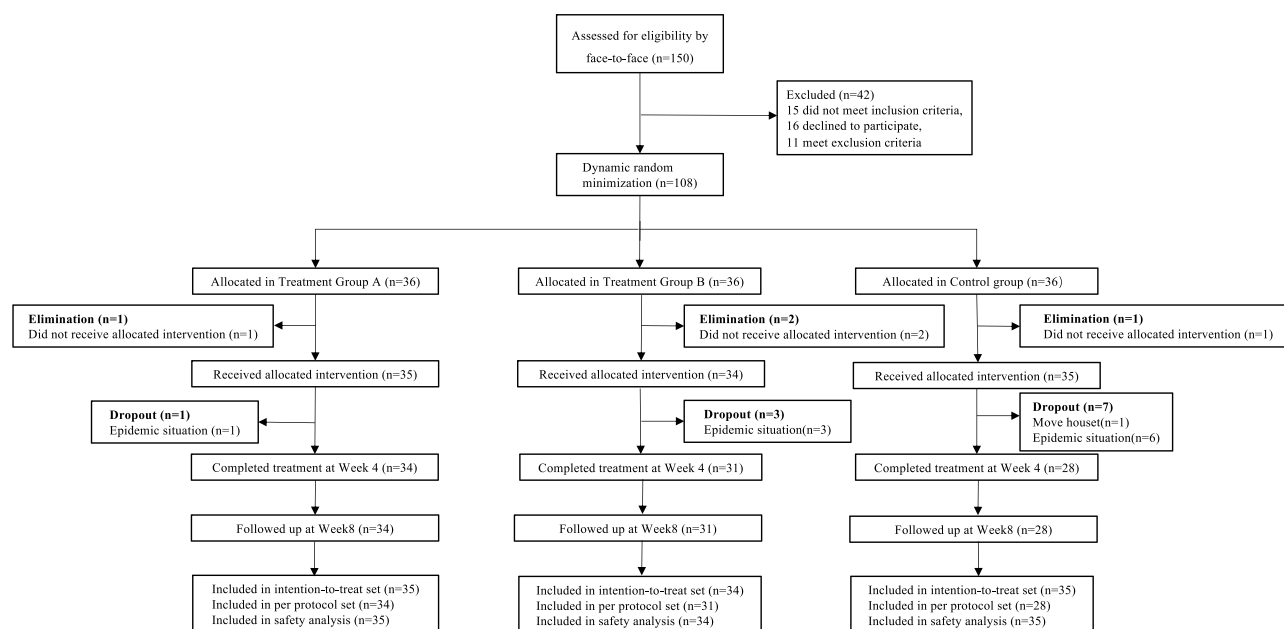 Assessed for eligibility by
face-to-face (n=150)
Excluded (n=42)
15 did not meet inclusion criteria,
16 declined to participate,
11 meet exclusion criteria
Dynamic random
minimization (n=108)
Allocated in Treatment Group A (n=36)
Allocated in Treatment Group B (n=36)
Allocated in Control group (n=36)
Elimination (n=1)
Did not receive allocated intervention (n=1)
Elimination (n=2)
Did not receive allocated intervention (n=2)
Elimination (n=1)
Did not receive allocated intervention (n=1)
Received allocated intervention (n=35)
Received allocated intervention (n=34)
Received allocated intervention (n=35)
Dropout (n=1)
Epidemic situation (n=1)
Dropout (n=3)
Epidemic situation(n=3)
Dropout (n=7)
Move houset(n=1)
Epidemic situation(n=6)
Completed treatment at Week 4 (n=34)
Completed treatment at Week 4 (n=31)
Completed treatment at Week 4 (n=28)
Followed up at Week8 (n=34)
Followed up at Week8 (n=31)
Followed up at Week8 (n=28)
Included in intention-to-treat set (n=35)
Included in per protocol set (n=34)
Included in safety analysis (n=35)
Included in intention-to-treat set (n=34)
Included in per protocol set (n=31)
Included in safety analysis (n=34)
Included in intention-to-treat set (n=35)
Included in per protocol set (n=28)
Included in safety analysis (n=35)